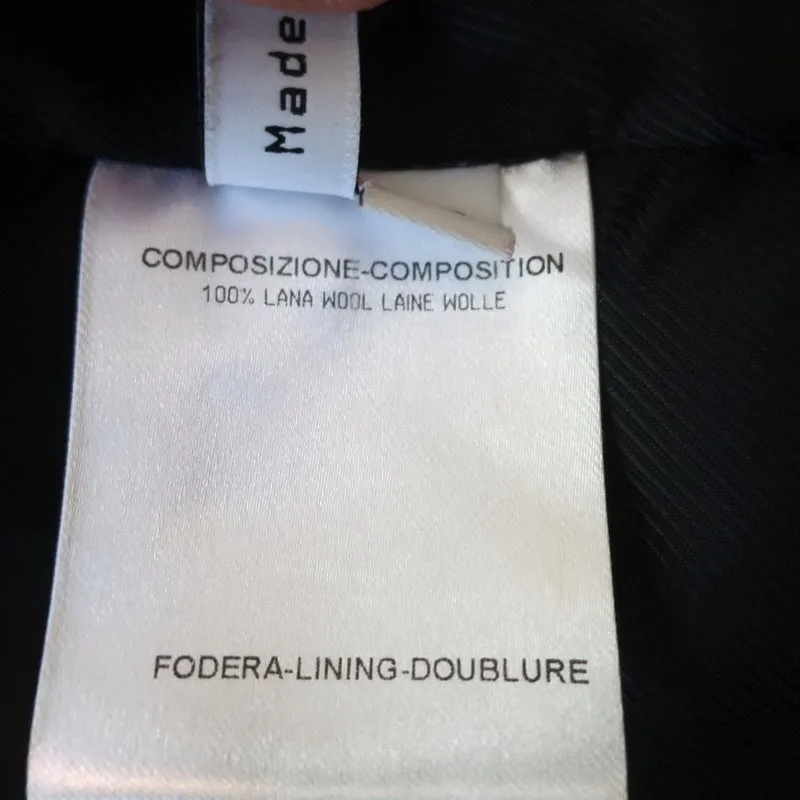 Made
COMPOSIZIONE-COMPOSITION
100% LANA WOOL LAINE WOLLE
FODERA-LINING-DOUBLURE